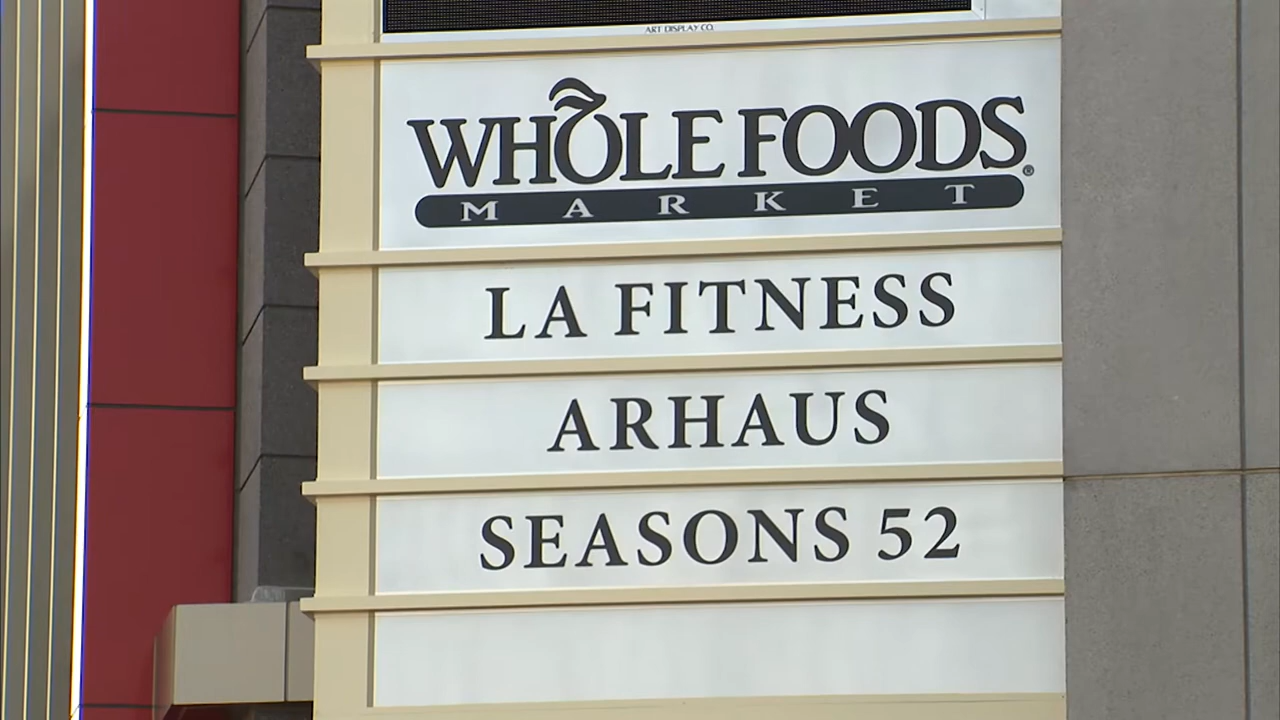 ART DISPLAY CO.
WHOLE FOODS ®
MARKET
LA FITNESS
ARHAUS
SEASONS 52